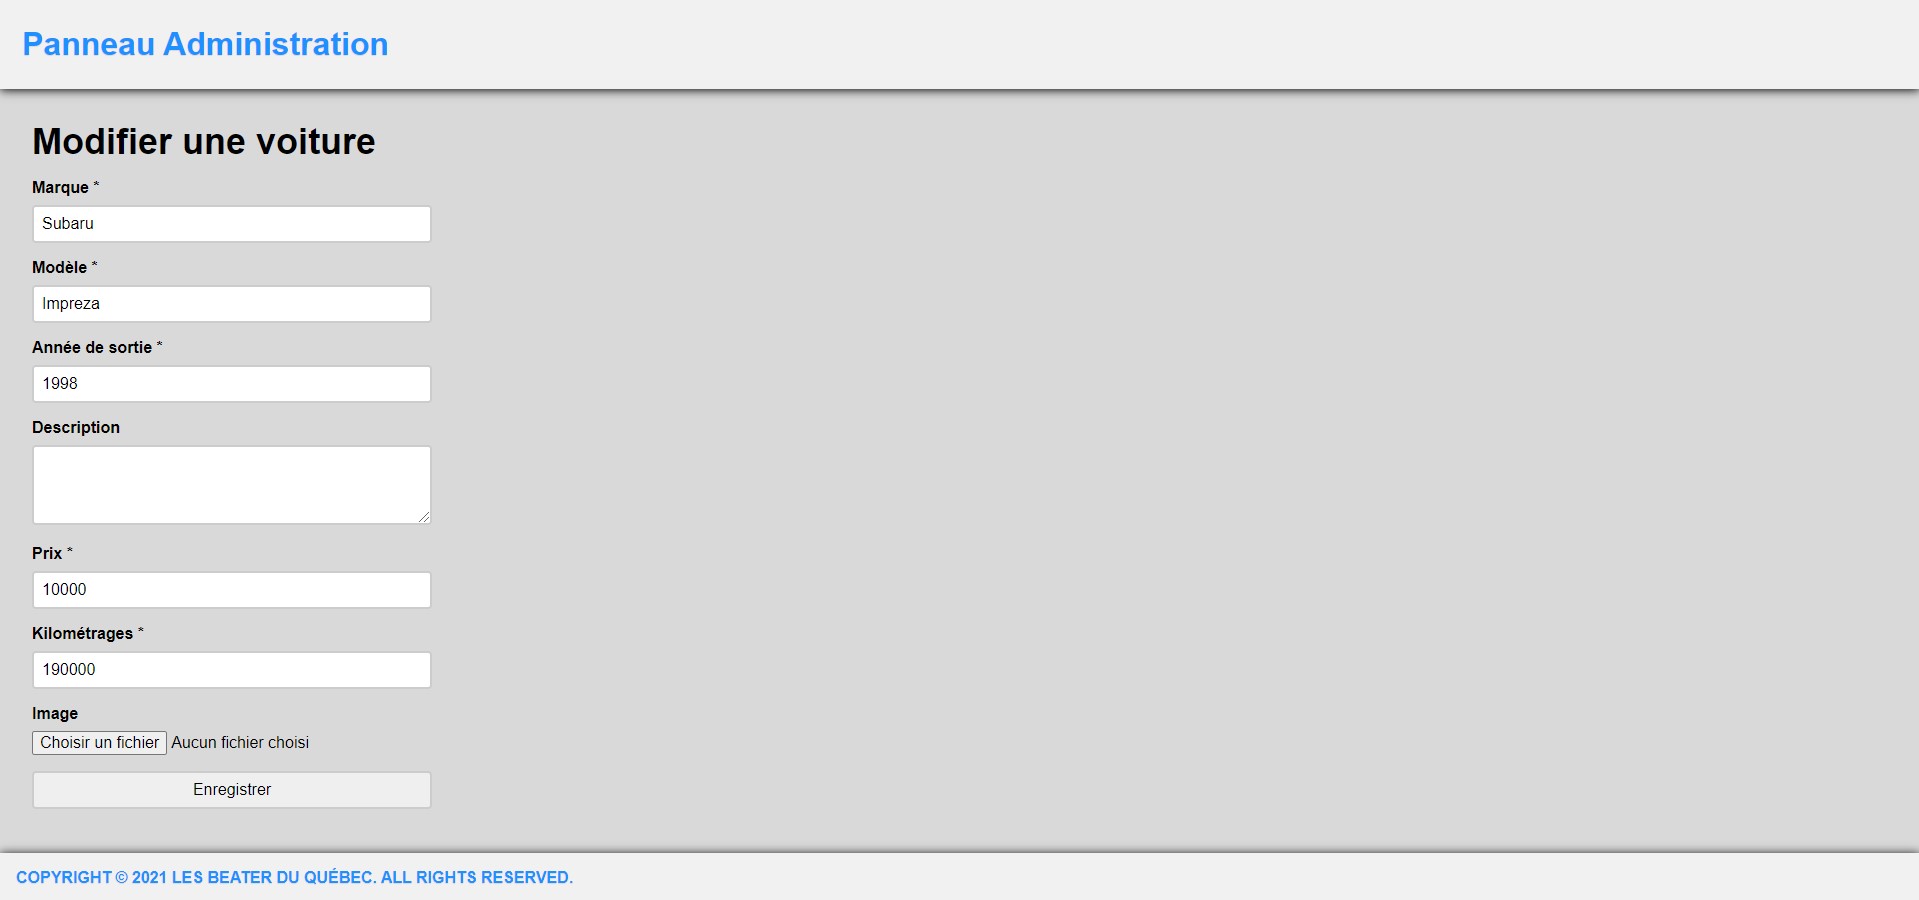 Panneau Administration
Modifier une voiture
Marque *
Subaru
Modèle *
Impreza
Année de sortie *
1998
Description
Prix *
10000
Kilométrages *
190000
Image
Choisir un fichier Aucun fichier choisi
Enregistrer
COPYRIGHT © 2021 LES BEATER DU QUÉBEC. ALL RIGHTS RESERVED.